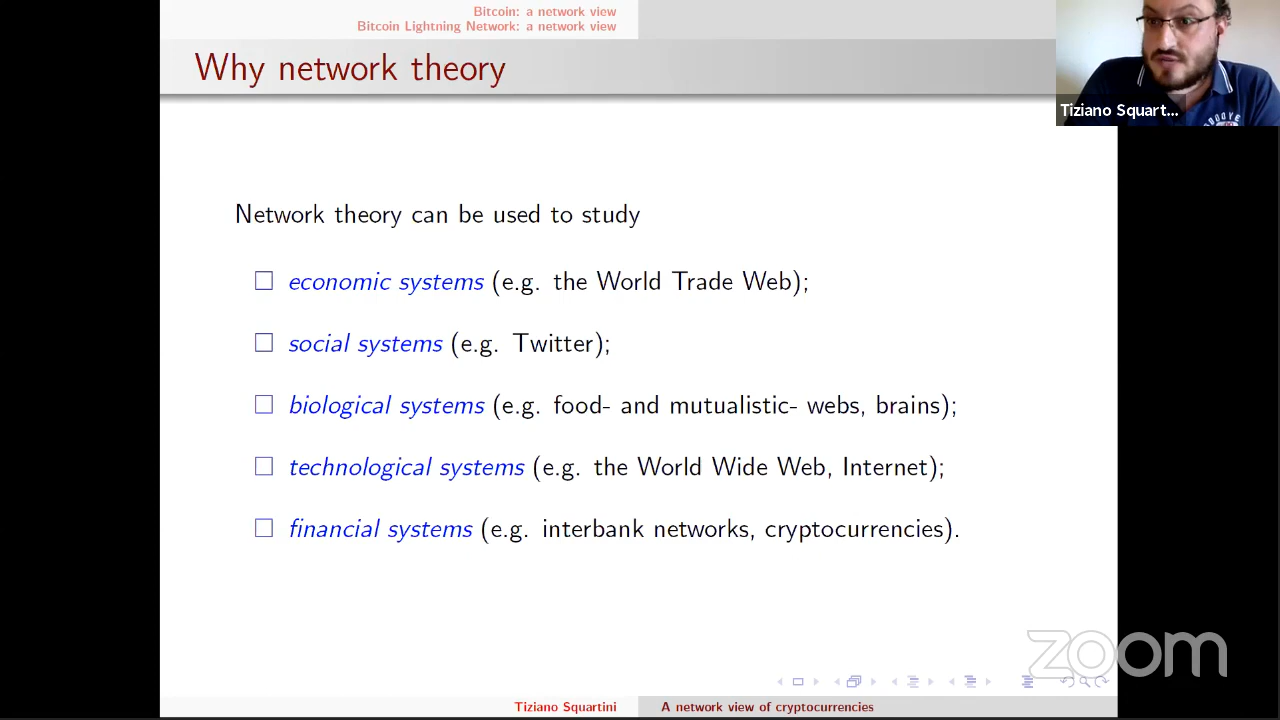 Bitcoin: a network view
Bitcoin Lightning Network: a network view
Why network theory
Tiziano Squart...
Network theory can be used to study
economic systems (e.g. the World Trade Web);
social systems (e.g. Twitter);
biological systems (e.g. food- and mutualistic- webs, brains);
technological systems (e.g. the World Wide Web, Internet);
financial systems (e.g. interbank networks, cryptocurrencies).
zoom
Tiziano Squartini
A network view of cryptocurrencies